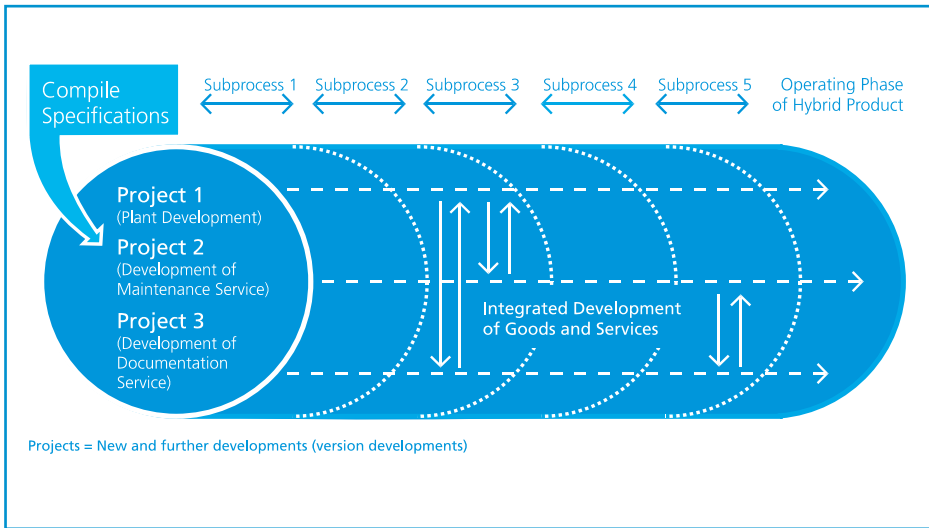 Compile
Specifications
Subprocess 1
Subprocess 2
Subprocess 3
Subprocess 4
Subprocess 5
Operating Phase
of Hybrid Product
Project 1
(Plant Development)
Project 2
(Development of
Maintenance Service)
Project 3
(Development of
Documentation
Service)
Integrated Development
of Goods and Services
Projects = New and further developments (version developments)